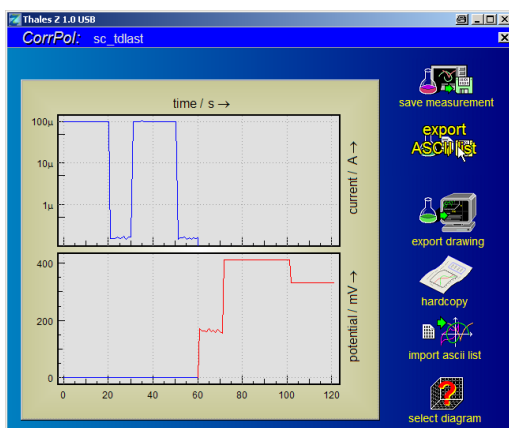 Thales Z 1.0 USB
CorrPol: sc_tdlast
time / s →
100µ
10µ
1µ
current / A →
400
200
0
potential / mV →
0 20 40 60 80 100 120
save measurement
export
ASCII list
export drawing
hardcopy
import ascii list
select diagram